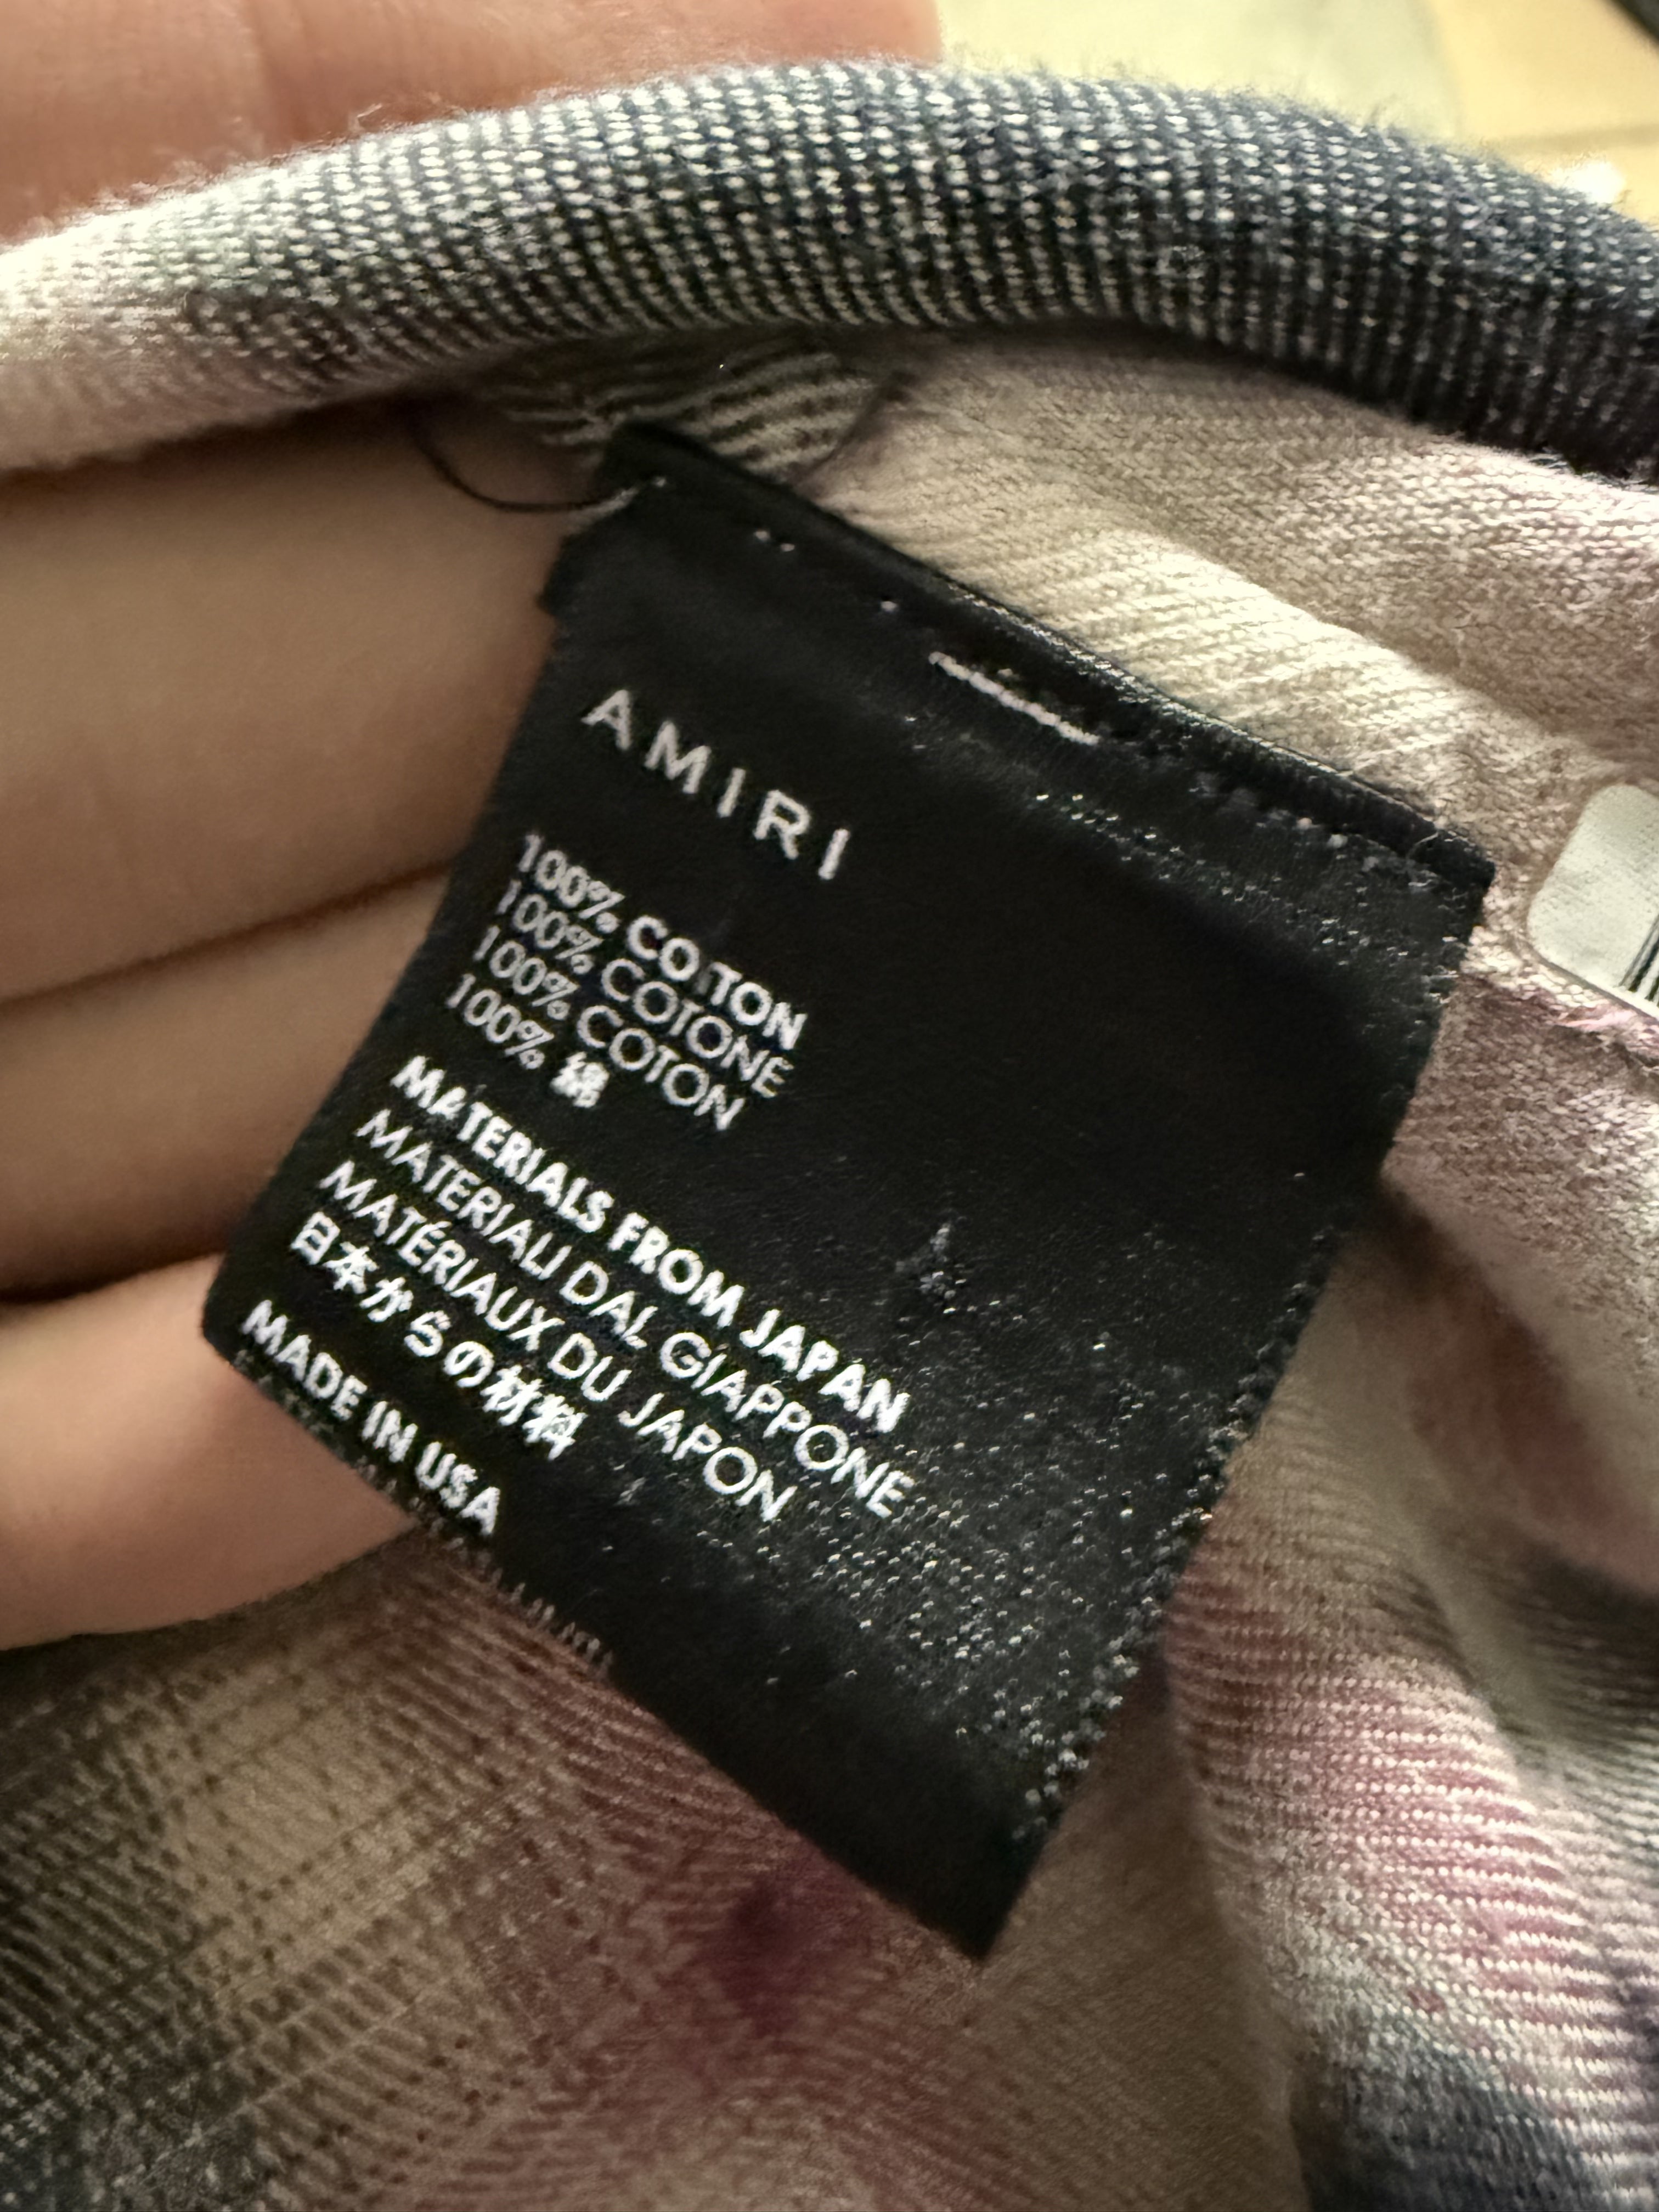 AMIRI
100% COTTON
100% COTONE
100% COTON
100% 綿
MATERIALS FROM JAPAN
MATERIALI DAL GIAPPONE
MATÉRIAUX DU JAPON
日本からの材料
MADE IN USA